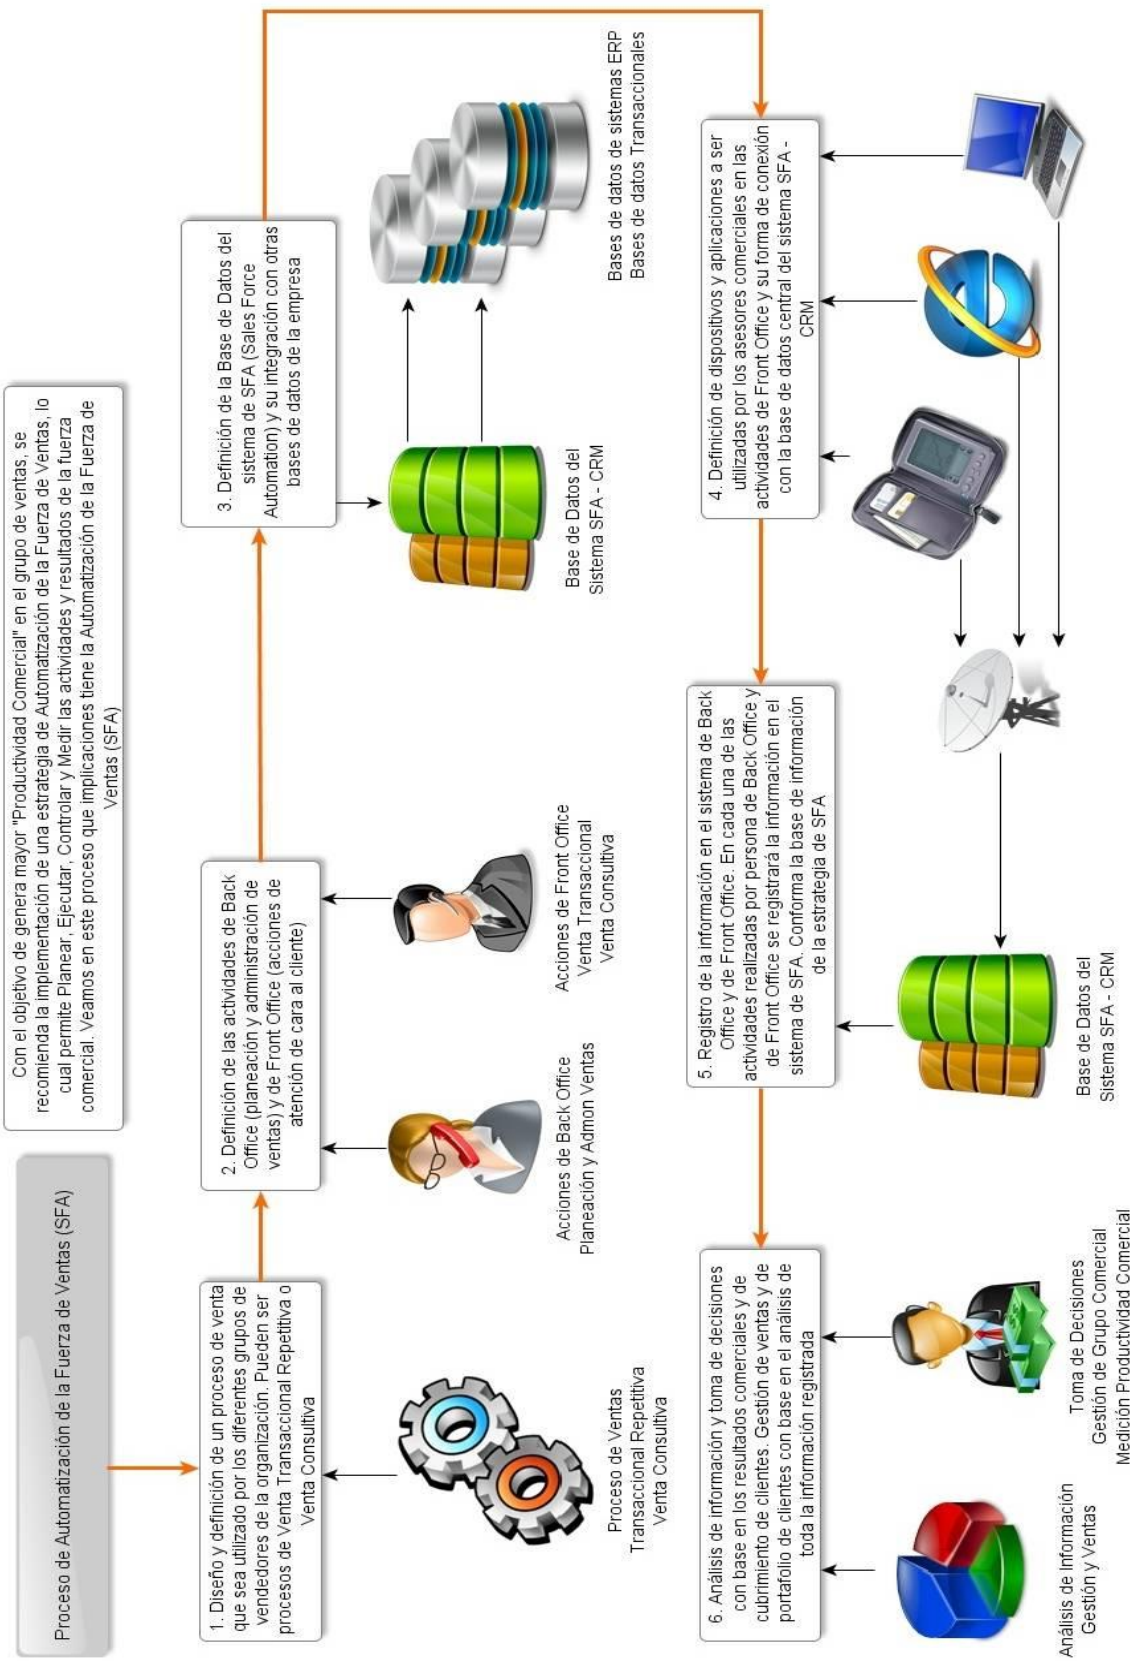 Proceso de Automatización de la Fuerza de Ventas (SFA)
Con el objetivo de genera mayor "Productividad Comercial" en el grupo de ventas, se
recomienda la implementación de una estrategia de Automatización de la Fuerza de Ventas, lo
cual permite Planear, Ejecutar, Controlar y Medir las actividades y resultados de la fuerza
comercial. Veamos en este proceso que implicaciones tiene la Automatización de la Fuerza de
Ventas (SFA)
1. Diseño y definición de un proceso de venta
que sea utilizado por los diferentes grupos de
vendedores de la organización. Pueden ser
procesos de Venta Transaccional Repetitiva o
Venta Consultiva
Proceso de Ventas
Transaccional Repetitiva
Venta Consultiva
2. Definición de las actividades de Back
Office (planeación y administración de
ventas) y de Front Office (acciones de
atención de cara al cliente)
Acciones de Back Office
Planeación y Admon Ventas
Acciones de Front Office
Venta Transaccional
Venta Consultiva
3. Definición de la Base de Datos del
sistema de SFA (Sales Force
Automation) y su integración con otras
bases de datos de la empresa
Base de Datos del
Sistema SFA - CRM
Bases de datos de sistemas ERP
Bases de datos Transaccionales
4. Definición de dispositivos y aplicaciones a ser
utilizadas por los asesores comerciales en las
actividades de Front Office y su forma de conexión
con la base de datos central del sistema SFA -
CRM
5. Registro de la información en el sistema de Back
Office y de Front Office. En cada una de las
actividades realizadas por persona de Back Office y
de Front Office se registrará la información en el
sistema de SFA. Conforma la base de información
de la estrategia de SFA
Base de Datos del
Sistema SFA - CRM
6. Análisis de información y toma de decisiones
con base en los resultados comerciales y de
cubrimiento de clientes. Gestión de ventas y de
portafolio de clientes con base en el análisis de
toda la información registrada
Análisis de Información
Gestión y Ventas
Toma de Decisiones
Gestión de Grupo Comercial
Medición Productividad Comercial